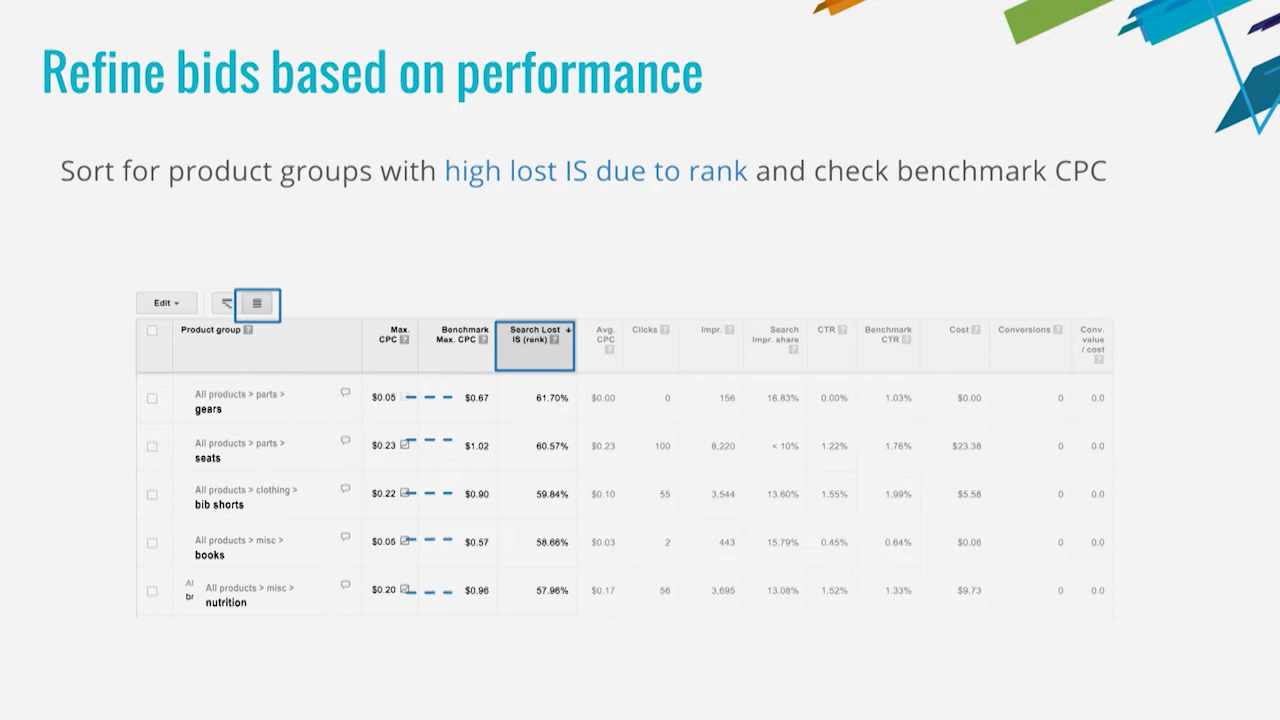 Refine bids based on performance
Sort for product groups with high lost IS due to rank and check benchmark CPC
Edit
Product group ? Max. CPC ? Benchmark Max. CPC ? Search Lost IS (rank) ? Avg. CPC ? Clicks ? Impr. ? Search Impr. share ? CTR ? Benchmark CTR ? Cost ? Conversions ? Conv. value / cost ?
All products > parts >
gears $0.05 $0.67 61.70% $0.00 0 156 16.83% 0.00% 1.03% $0.00 0 0.0
All products > parts >
seats $0.23 $1.02 60.57% $0.23 100 8,220 < 10% 1.22% 1.76% $23.38 0 0.0
All products > clothing >
bib shorts $0.22 $0.90 59.84% $0.10 55 3,544 13.60% 1.55% 1.99% $5.58 0 0.0
All products > misc >
books $0.05 $0.57 58.66% $0.03 2 443 15.79% 0.45% 0.64% $0.06 0 0.0
Al All products > misc >
br nutrition $0.20 $0.96 57.96% $0.17 56 3,695 13.08% 1.52% 1.33% $9.73 0 0.0